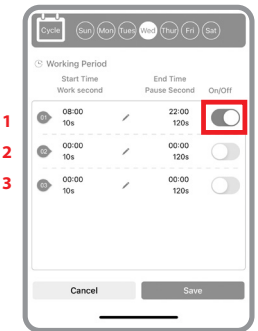 Cycle Sun Mon Tues Wed Thur Fri Sat
Working Period
Start Time End Time
Work second Pause Second On/Off
1 01 08:00 22:00
10s 120s
2 02 00:00 00:00
10s 120s
3 03 00:00 00:00
10s 120s
Cancel Save